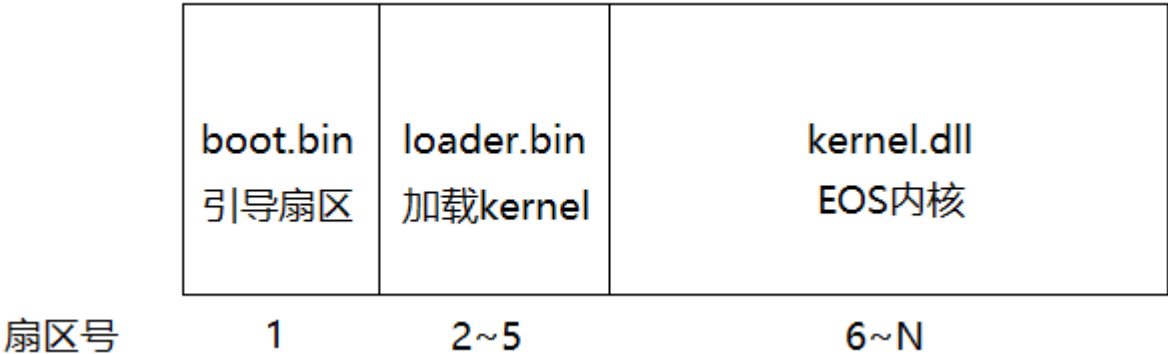 boot.bin
引导扇区
loader.bin
加载kernel
kernel.dll
EOS内核
扇区号 1 2~5 6~N